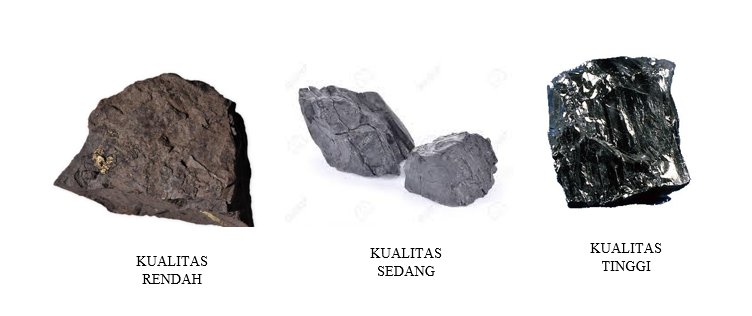 KUALITAS
RENDAH
KUALITAS
SEDANG
KUALITAS
TINGGI